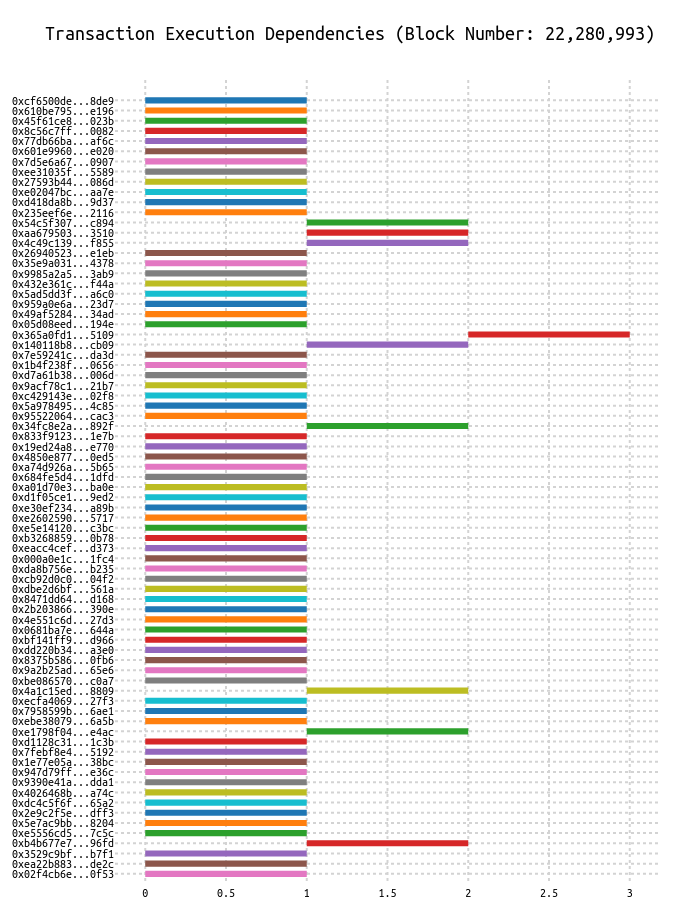 Transaction Execution Dependencies (Block Number: 22,280,993)
0xcf6500de...8de9
0x610be795...e196
0x45f61ce8...023b
0x8c56c7ff...0082
0x77db66ba...af6c
0x601e9960...e020
0x7d5e6a67...0907
0xee31035f...5589
0x27593b44...086d
0xe02047bc...aa7e
0xd418da8b...9d37
0x235eef6e...2116
0x54c5f307...c894
0xaa679503...3510
0x4c49c139...f855
0x26940523...e1eb
0x35e9a031...4378
0x9985a2a5...3ab9
0x432e361c...f44a
0x5ad5dd3f...a6c0
0x959a0e6a...23d7
0x49af5284...34ad
0x05d08eed...194e
0x365a0fd1...5109
0x140118b8...cb09
0x7e59241c...da3d
0x1b4f238f...0656
0xd7a61b38...006d
0x9acf78c1...21b7
0xc429143e...02f8
0x5a978495...4c85
0x95522064...cac3
0x34fc8e2a...892f
0x833f9123...1e7b
0x19ed24a8...e770
0x4850e877...0ed5
0xa74d926a...5b65
0x684fe5d4...1dfd
0xa01d70e3...ba0e
0xd1f05ce1...9ed2
0xe30ef234...a89b
0xe2602590...5717
0xe5e14120...c3bc
0xb3268859...0b78
0xeacc4cef...d373
0x000a0e1c...1fc4
0xda8b756e...b235
0xcb92d0c0...04f2
0xdbe2d6bf...561a
0x8471dd64...d168
0x2b203866...390e
0x4e551c6d...27d3
0x0681ba7e...644a
0xbf141ff9...d966
0xdd220b34...a3e0
0x8375b586...0fb6
0x9a2b25ad...65e6
0xbe086570...c0a7
0x4a1c15ed...8809
0xecfa4069...27f3
0x7958599b...6ae1
0xebe38079...6a5b
0xe1798f04...e4ac
0xd1128c31...1c3b
0x7febf8e4...5192
0x1e77e05a...38bc
0x947d79ff...e36c
0x9390e41a...dda1
0x4026468b...a74c
0xdc4c5f6f...65a2
0x2e9c2f5e...dff3
0x5e7ac9bb...8204
0xe5556cd5...7c5c
0xb4b677e7...96fd
0x3529c9bf...b7f1
0xea22b883...de2c
0x02f4cb6e...0f53
0 0.5 1 1.5 2 2.5 3